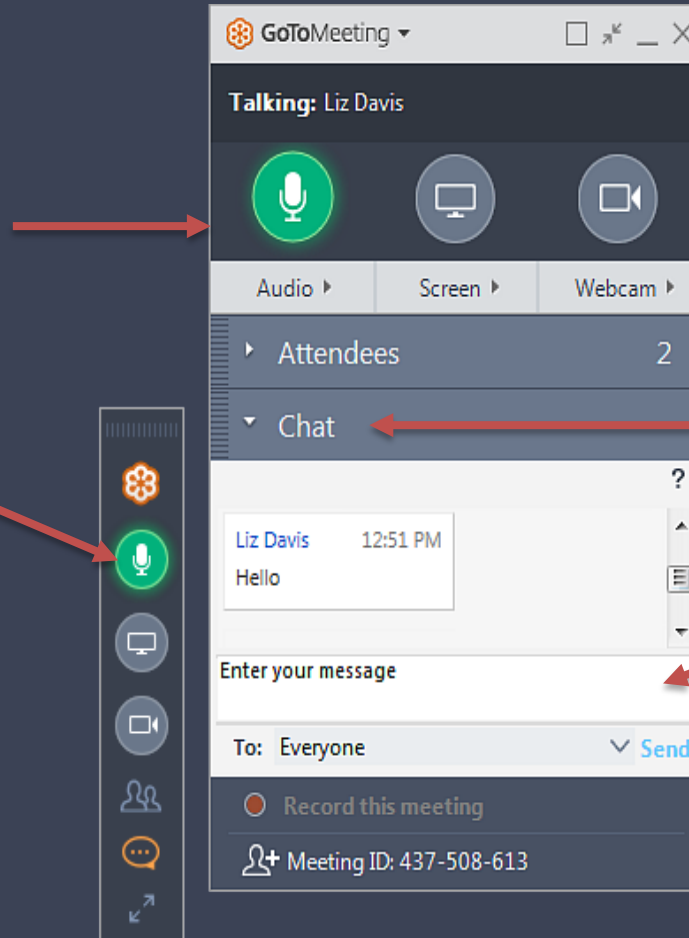 GoToMeeting
Talking: Liz Davis
Audio
Screen
Webcam
Attendees 2
Chat
?
Liz Davis 12:51 PM
Hello
Enter your message
To: Everyone Send
Record this meeting
Meeting ID: 437-508-613